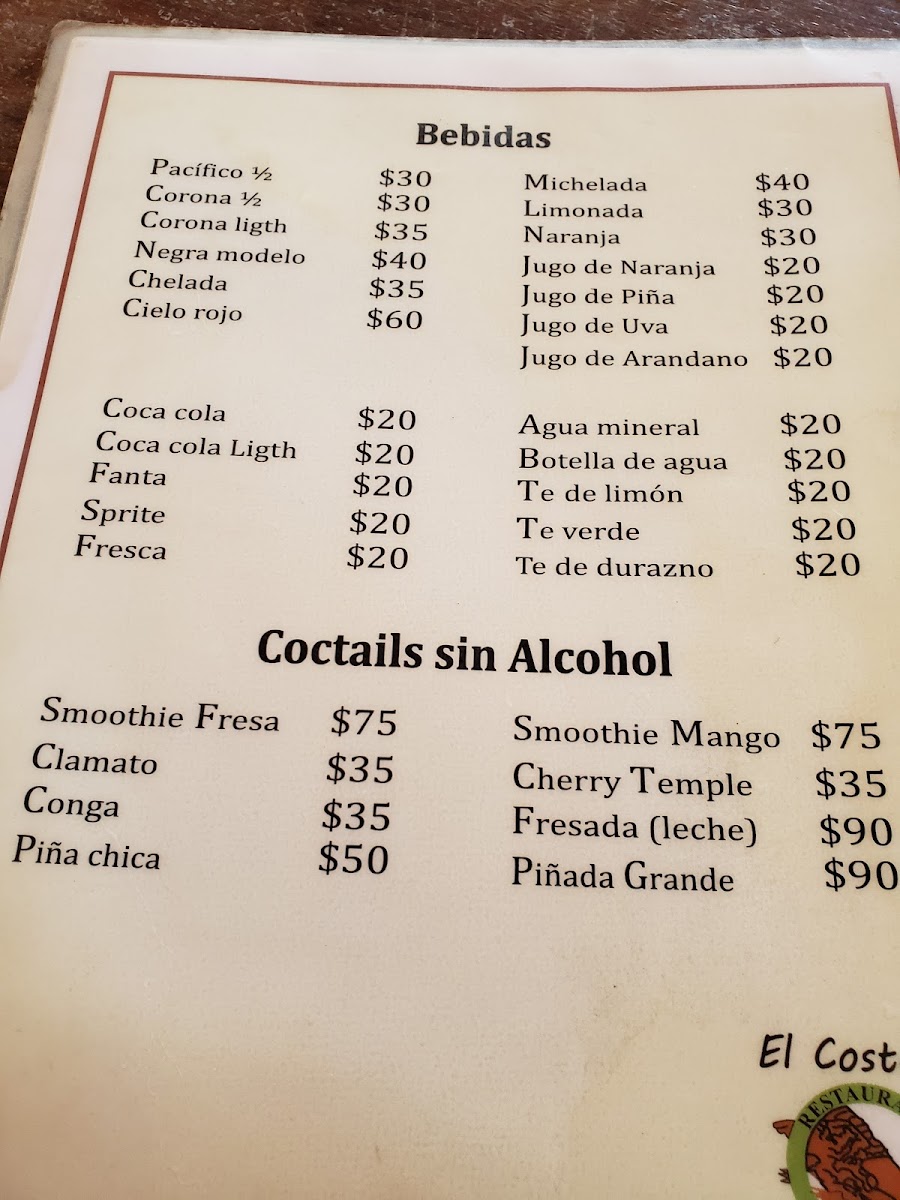 Bebidas
Pacífico ½ $30
Corona ½ $30
Corona ligth $35
Negra modelo $40
Chelada $35
Cielo rojo $60
Michelada $40
Limonada $30
Naranja $30
Jugo de Naranja $20
Jugo de Piña $20
Jugo de Uva $20
Jugo de Arandano $20
Coca cola $20
Coca cola Ligth $20
Fanta $20
Sprite $20
Fresca $20
Agua mineral $20
Botella de agua $20
Te de limón $20
Te verde $20
Te de durazno $20
Coctails sin Alcohol
Smoothie Fresa $75
Clamato $35
Conga $35
Piña chica $50
Smoothie Mango $75
Cherry Temple $35
Fresada (leche) $90
Piñada Grande $90
El Cost
RESTAURA